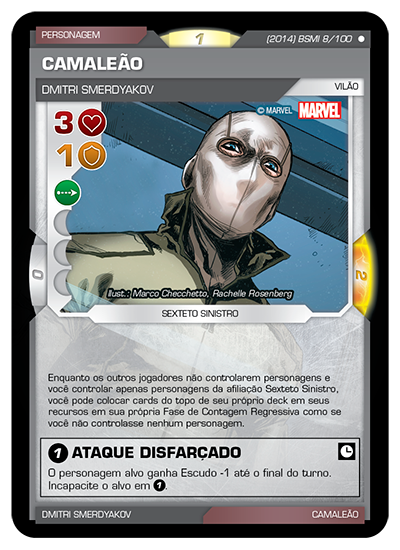 PERSONAGEM
1
(2014) BSMI 8/100 ●
CAMALEÃO
DMITRI SMERDYAKOV
VILÃO
3
© MARVEL MARVEL
1
0
2
Illust.: Marco Checchetto, Rachelle Rosenberg
SEXTETO SINISTRO
Enquanto os outros jogadores não controlarem personagens e
você controlar apenas personagens da afiliação Sexteto Sinistro,
você pode colocar cards do topo de seu próprio deck em seus
recursos em sua própria Fase de Contagem Regressiva como se
você não controlasse nenhum personagem.
1 ATAQUE DISFARÇADO
O personagem alvo ganha Escudo -1 até o final do turno.
Incapacite o alvo em 1.
DMITRI SMERDYAKOV
CAMALEÃO